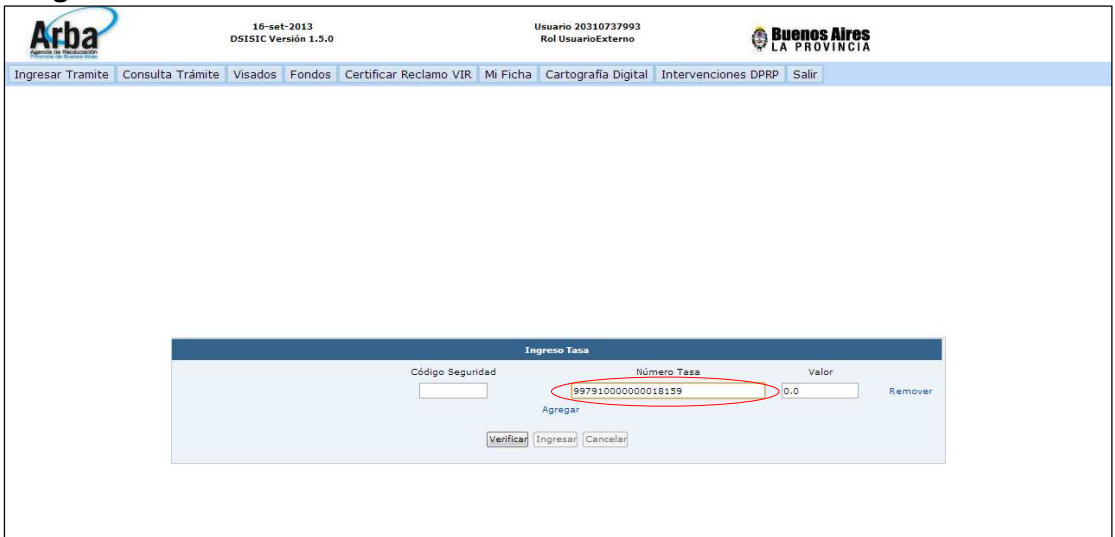 Arba
Agencia de Recaudación
Provincia de Buenos Aires
16-set-2013
DSISIC Versión 1.5.0
Usuario 20310737993
Rol UsuarioExterno
Buenos Aires
LA PROVINCIA
Ingresar Tramite Consulta Trámite Visados Fondos Certificar Reclamo VIR Mi Ficha Cartografía Digital Intervenciones DPRP Salir
Ingreso Tasa
Código Seguridad Número Tasa Valor
997910000000018159 0.0 Remover
Agregar
Verificar Ingresar Cancelar